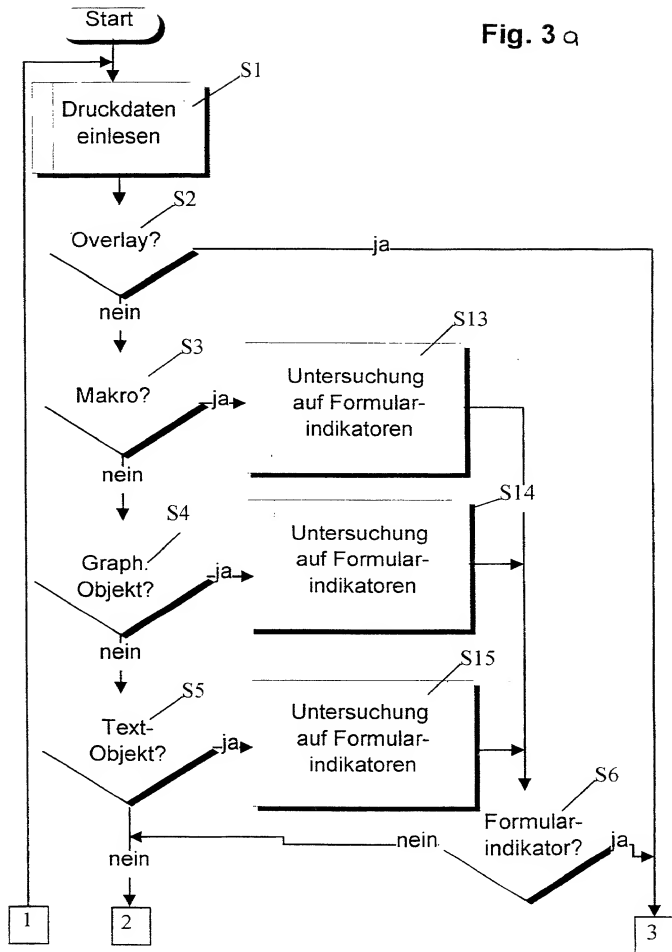 Start
Fig. 3 a
S1
Druckdaten
einlesen
S2
Overlay?
ja
nein
S13
S3
Untersuchung
auf Formular-
indikatoren
Makro?
ja
nein
S14
S4
Untersuchung
auf Formular-
indikatoren
Graph.
Objekt?
ja
nein
S15
S5
Untersuchung
auf Formular-
indikatoren
Text-
Objekt?
ja
S6
Formular-
indikator?
nein
ja
nein
1
2
3